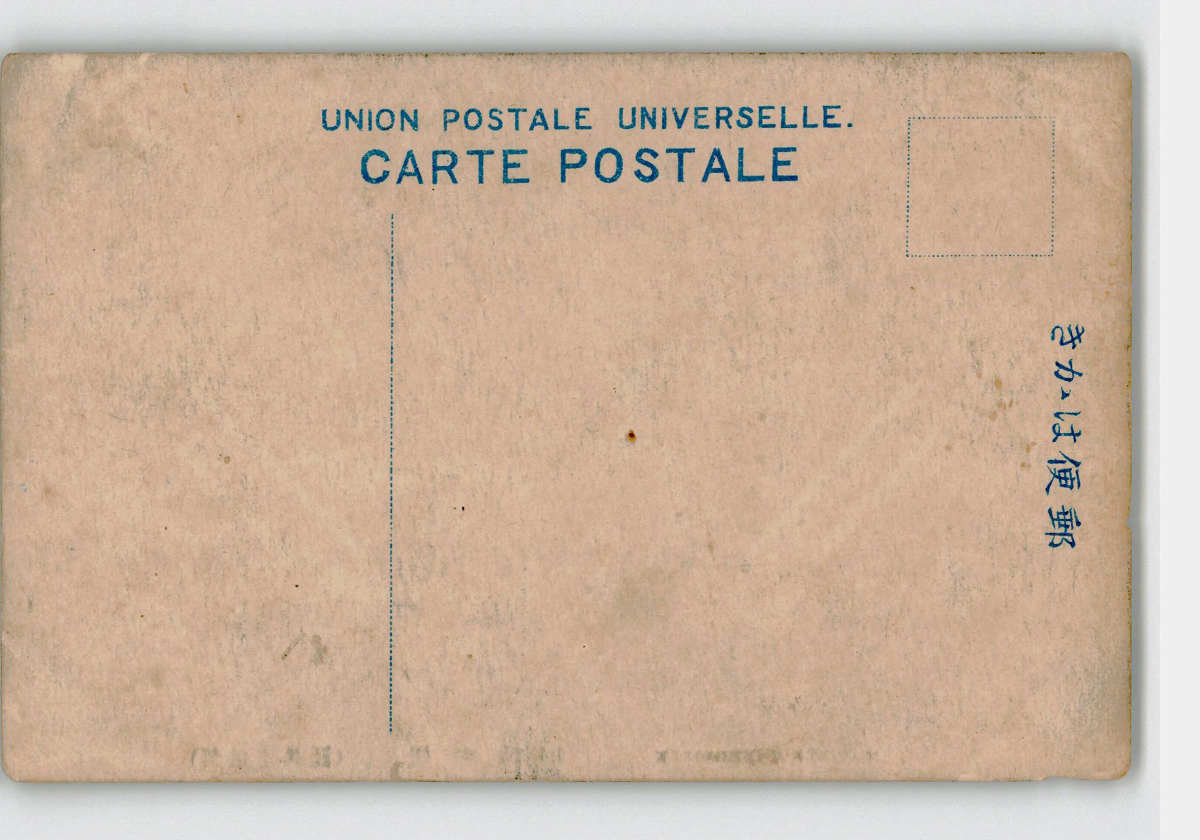 UNION POSTALE UNIVERSELLE.
CARTE POSTALE
郵便はかき